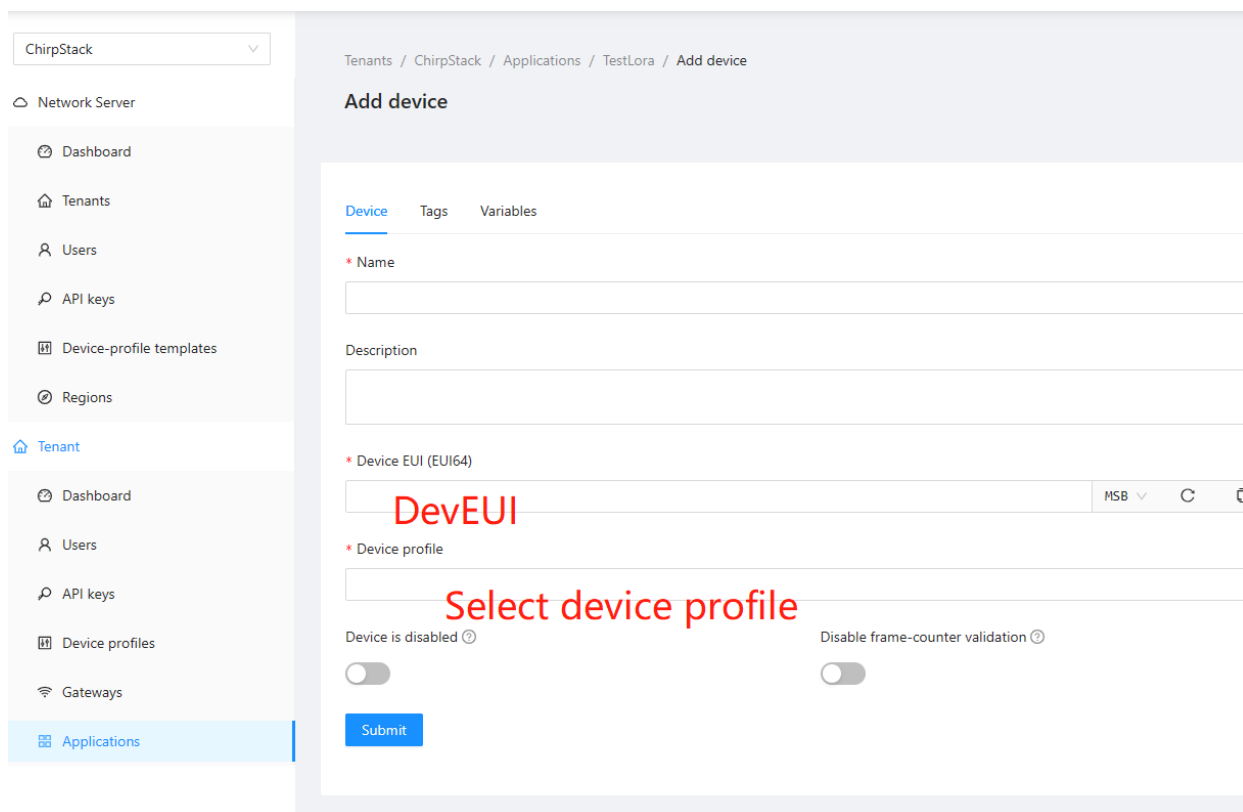 ChirpStack
Network Server
Dashboard
Tenants
Users
API keys
Device-profile templates
Regions
Tenant
Dashboard
Users
API keys
Device profiles
Gateways
Applications
Tenants / ChirpStack / Applications / TestLora / Add device
Add device
Device Tags Variables
* Name
Description
* Device EUI (EUI64)
DevEUI
MSB
* Device profile
Select device profile
Device is disabled
Disable frame-counter validation
Submit